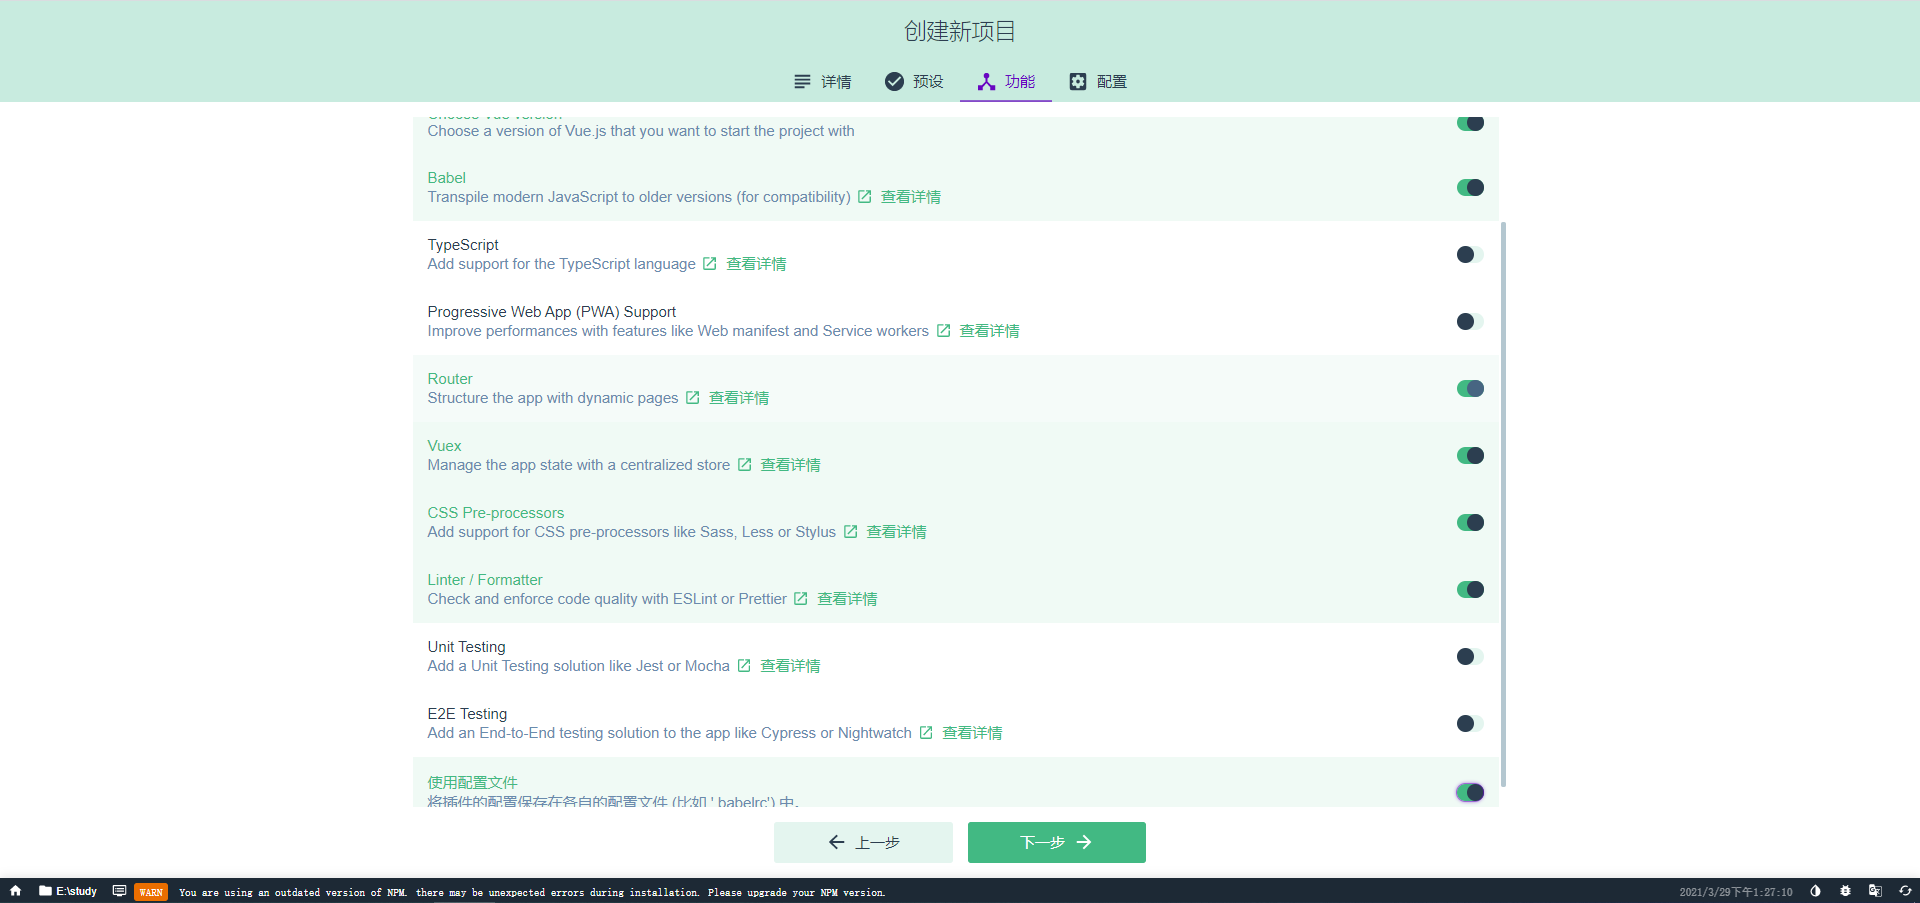 创建新项目
详情
预设
功能
配置
Choose Vue version
Choose a version of Vue.js that you want to start the project with
Babel
Transpile modern JavaScript to older versions (for compatibility) 查看详情
TypeScript
Add support for the TypeScript language 查看详情
Progressive Web App (PWA) Support
Improve performances with features like Web manifest and Service workers 查看详情
Router
Structure the app with dynamic pages 查看详情
Vuex
Manage the app state with a centralized store 查看详情
CSS Pre-processors
Add support for CSS pre-processors like Sass, Less or Stylus 查看详情
Linter / Formatter
Check and enforce code quality with ESLint or Prettier 查看详情
Unit Testing
Add a Unit Testing solution like Jest or Mocha 查看详情
E2E Testing
Add an End-to-End testing solution to the app like Cypress or Nightwatch 查看详情
使用配置文件
将插件的配置保存在各自的配置文件 (比如 '.babelrc') 中。
上一步
下一步
E:\study
WARN You are using an outdated version of NPM. there may be unexpected errors during installation. Please upgrade your NPM version.
2021/3/29下午1:27:10